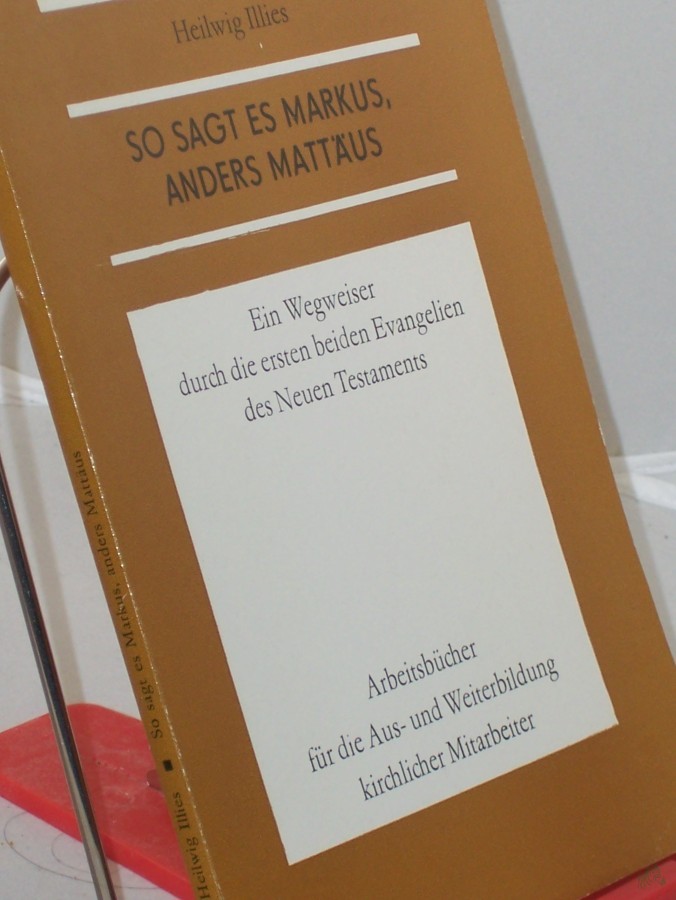 Heilwig Illies
SO SAGT ES MARKUS,
ANDERS MATTÄUS
Ein Wegweiser
durch die ersten beiden Evangelien
des Neuen Testaments
Arbeitsbücher
für die Aus- und Weiterbildung
kirchlicher Mitarbeiter
Heilwig Illies ■ So sagt es Markus, anders Mattäus